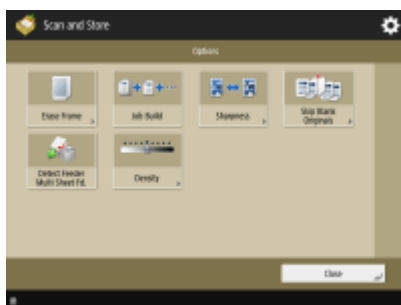 Scan and Store
Options
Erase Frame
Job Build
Sharpness
Skip Blank
Originals
Detect Feeder
Multi Sheet Fd.
Density
Close